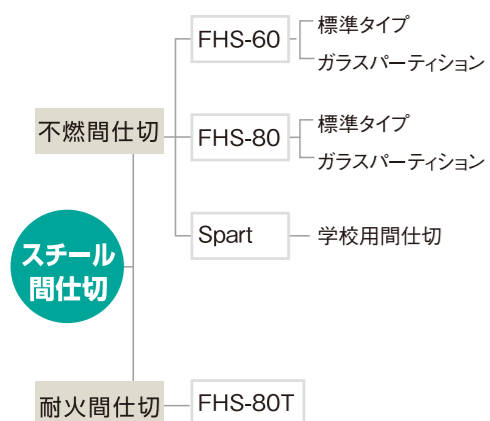 スチール
間仕切
不燃間仕切
FHS-60
標準タイプ
ガラスパーティション
FHS-80
標準タイプ
ガラスパーティション
Spart
学校用間仕切
耐火間仕切
FHS-80T